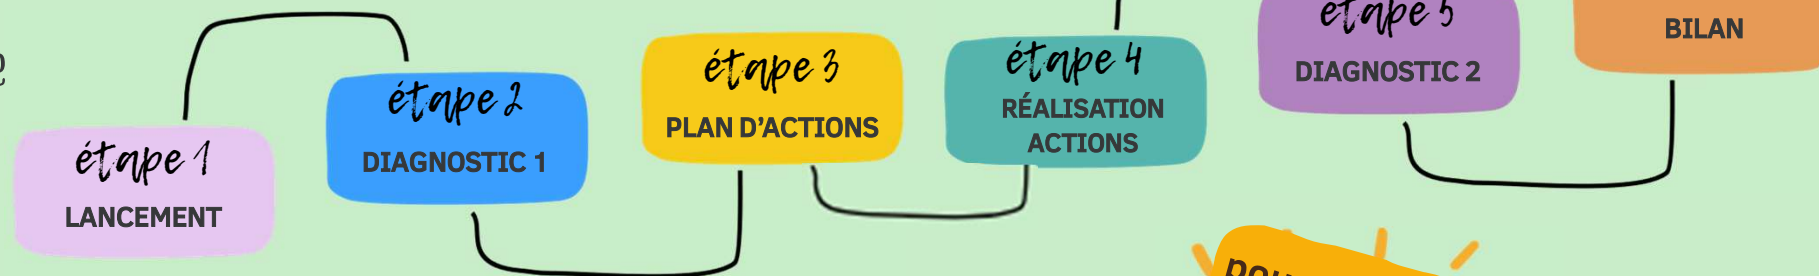 étape 1
LANCEMENT
étape 2
DIAGNOSTIC 1
étape 3
PLAN D’ACTIONS
étape 4
RÉALISATION
ACTIONS
étape 5
DIAGNOSTIC 2
BILAN